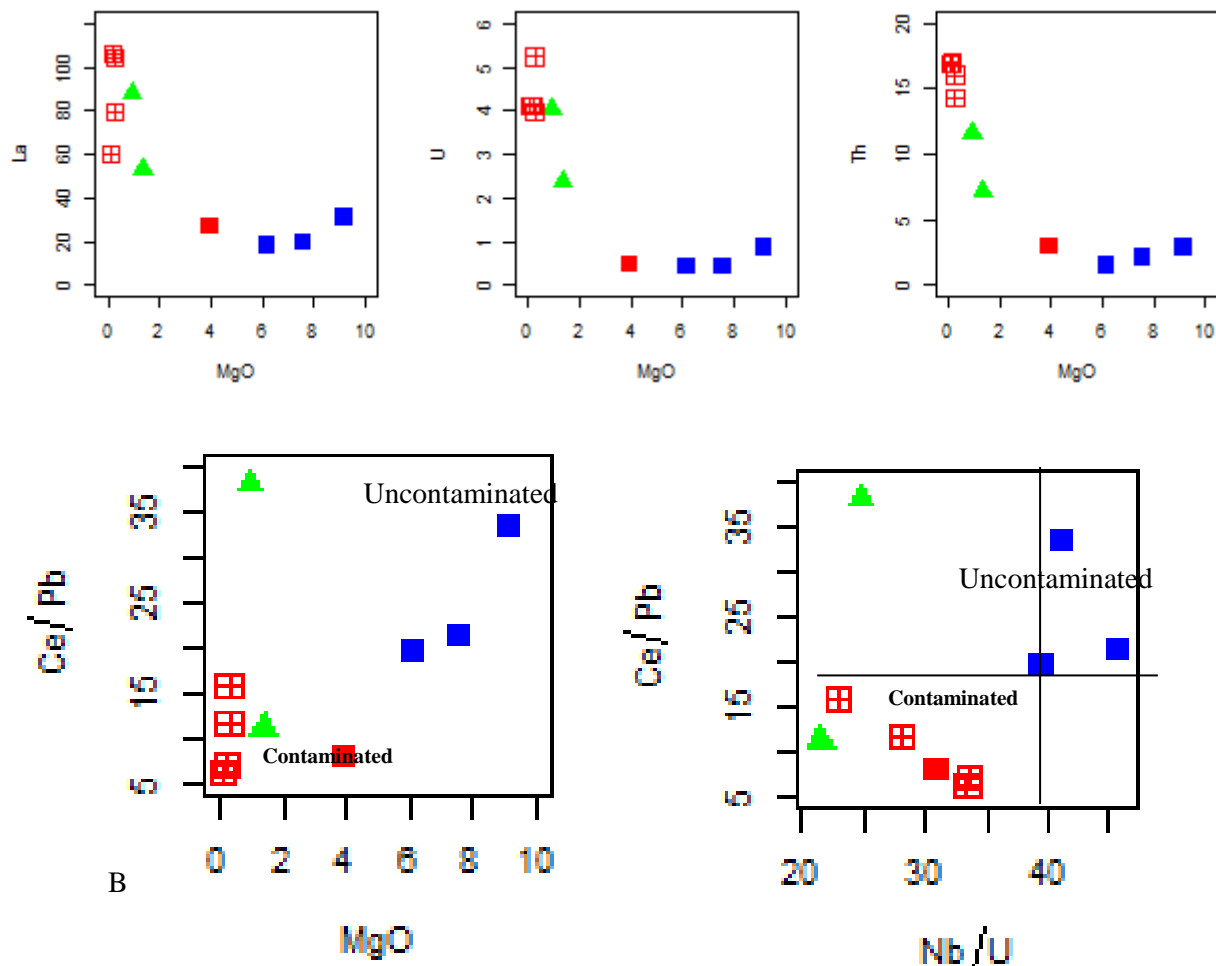 La
0 20 40 60 80 100
0 2 4 6 8 10
MgO
U
0 1 2 3 4 5 6
0 2 4 6 8 10
MgO
Th
0 5 10 15 20
0 2 4 6 8 10
MgO
Ce/Pb
5 15 25 35
Uncontaminated
Contaminated
0 2 4 6 8 10
B
MgO
Ce/Pb
5 15 25 35
Uncontaminated
Contaminated
20 30 40
Nb/U